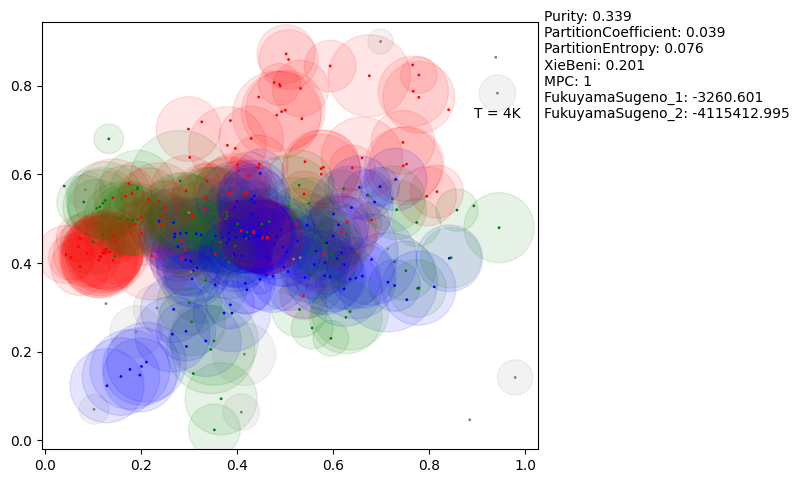 Purity: 0.339
PartitionCoefficient: 0.039
PartitionEntropy: 0.076
XieBeni: 0.201
MPC: 1
FukuyamaSugeno_1: -3260.601
FukuyamaSugeno_2: -4115412.995
T = 4K
0.8
0.6
0.4
0.2
0.0
0.0 0.2 0.4 0.6 0.8 1.0